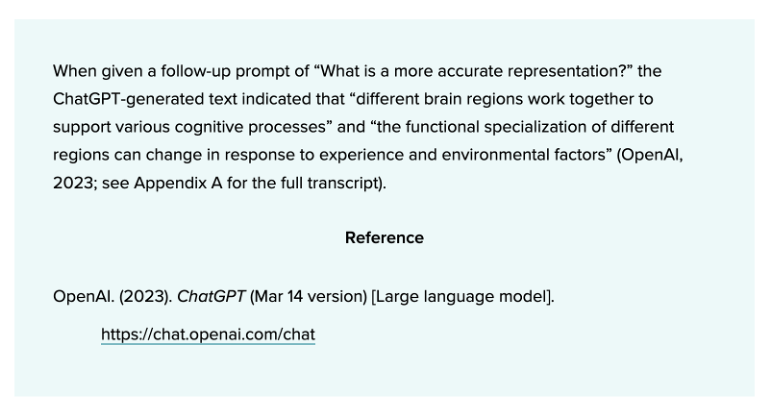 When given a follow-up prompt of “What is a more accurate representation?” the
ChatGPT-generated text indicated that “different brain regions work together to
support various cognitive processes” and “the functional specialization of different
regions can change in response to experience and environmental factors” (OpenAI,
2023; see Appendix A for the full transcript).
Reference
OpenAI. (2023). ChatGPT (Mar 14 version) [Large language model].
https://chat.openai.com/chat